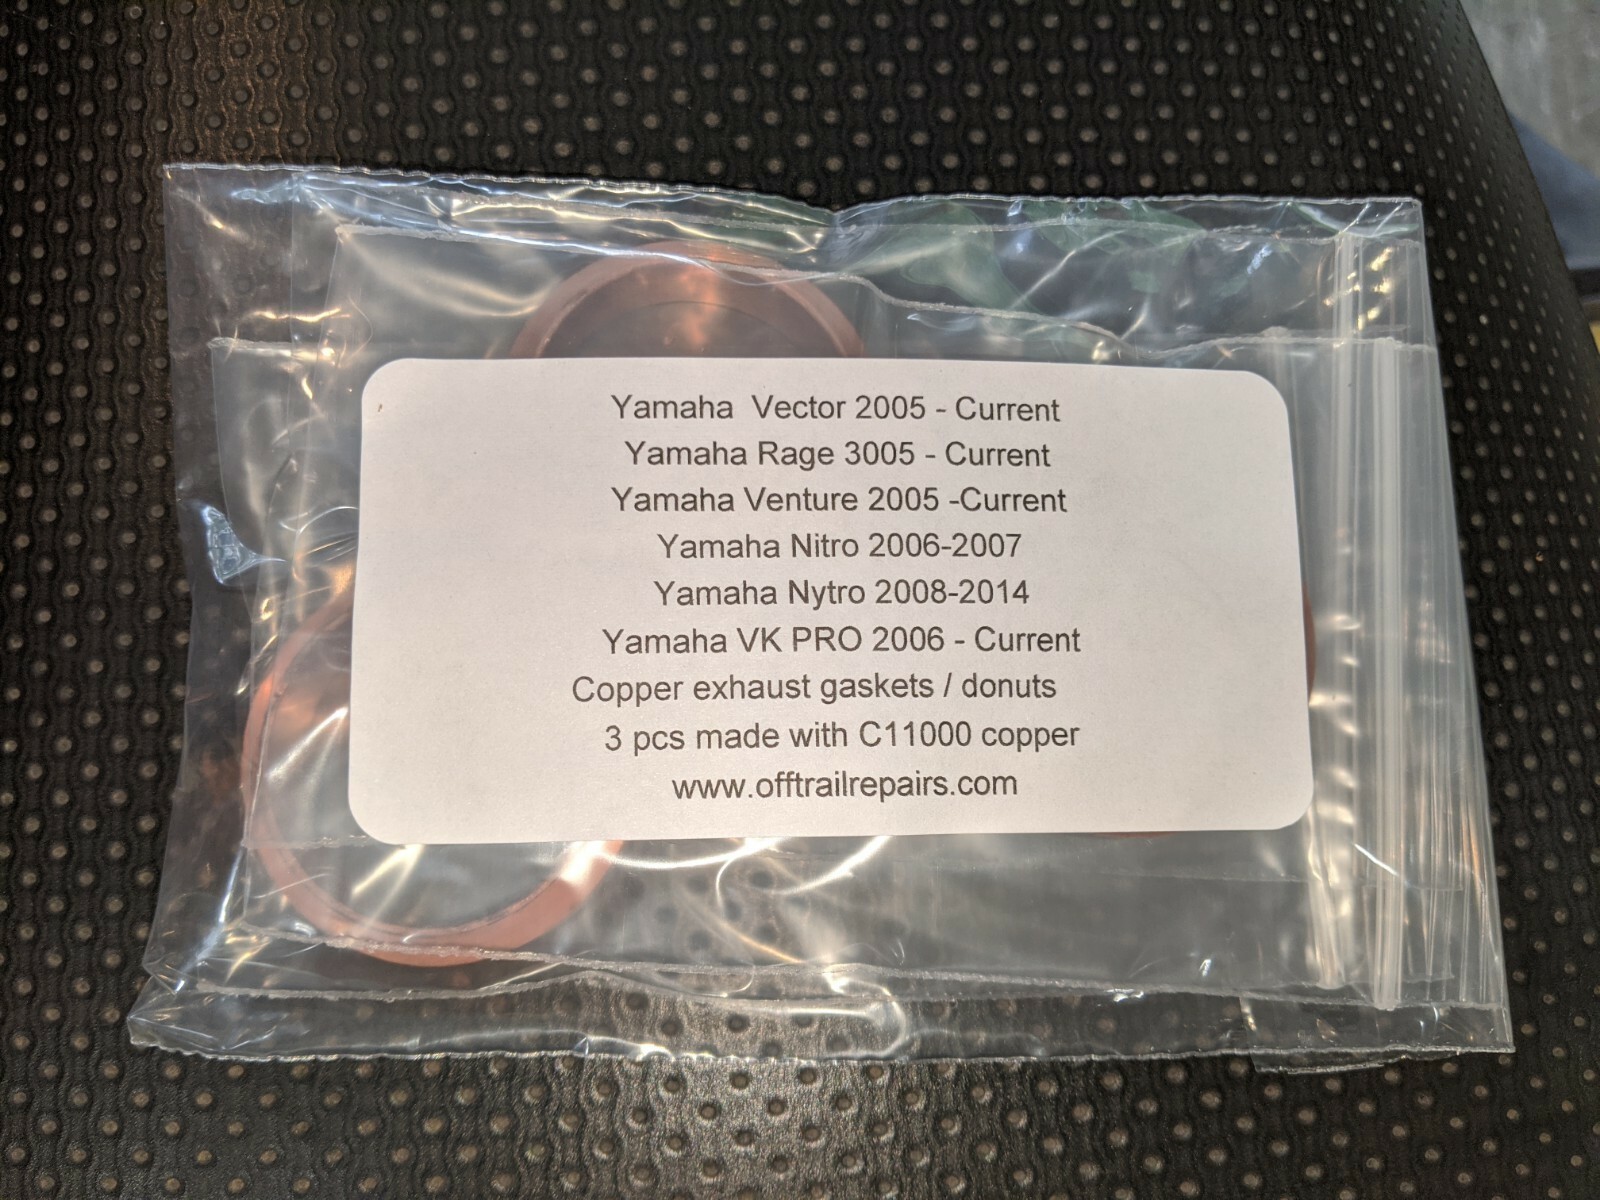 Yamaha Vector 2005 - Current
Yamaha Rage 3005 - Current
Yamaha Venture 2005 -Current
Yamaha Nitro 2006-2007
Yamaha Nytro 2008-2014
Yamaha VK PRO 2006 - Current
Copper exhaust gaskets / donuts
3 pcs made with C11000 copper
www.offtrailrepairs.com